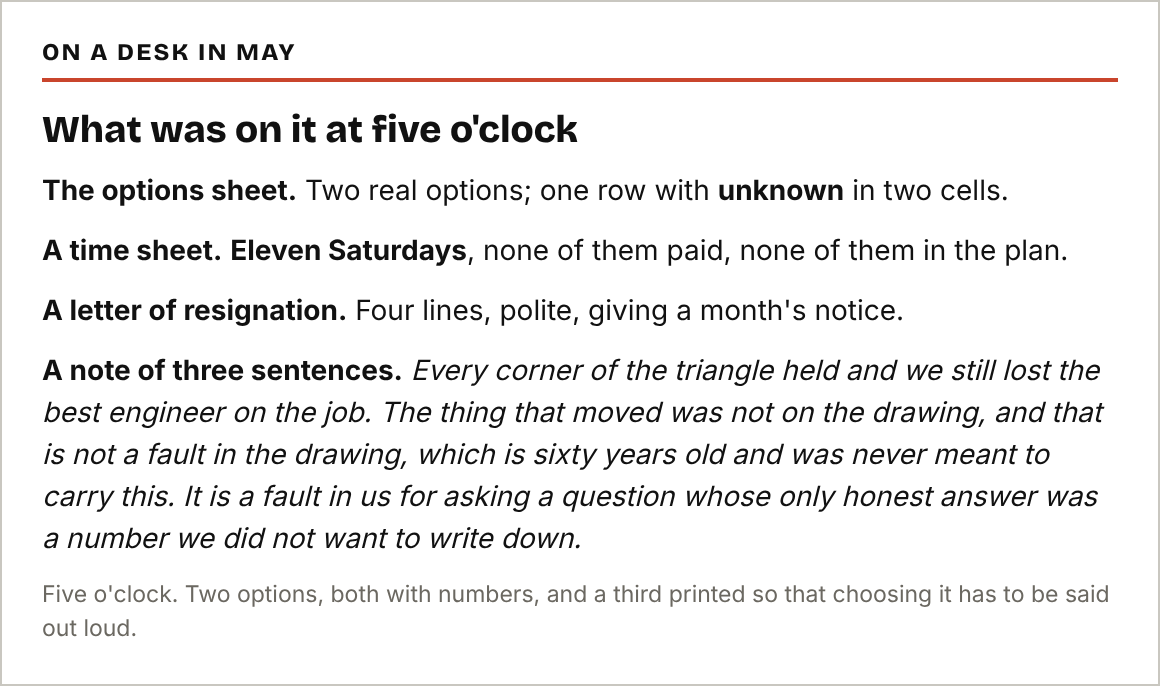 ON A DESK IN MAY
What was on it at five o'clock
The options sheet. Two real options; one row with unknown in two cells.
A time sheet. Eleven Saturdays, none of them paid, none of them in the plan.
A letter of resignation. Four lines, polite, giving a month's notice.
A note of three sentences. Every corner of the triangle held and we still lost the
best engineer on the job. The thing that moved was not on the drawing, and that
is not a fault in the drawing, which is sixty years old and was never meant to
carry this. It is a fault in us for asking a question whose only honest answer was
a number we did not want to write down.
Five o'clock. Two options, both with numbers, and a third printed so that choosing it has to be said
out loud.